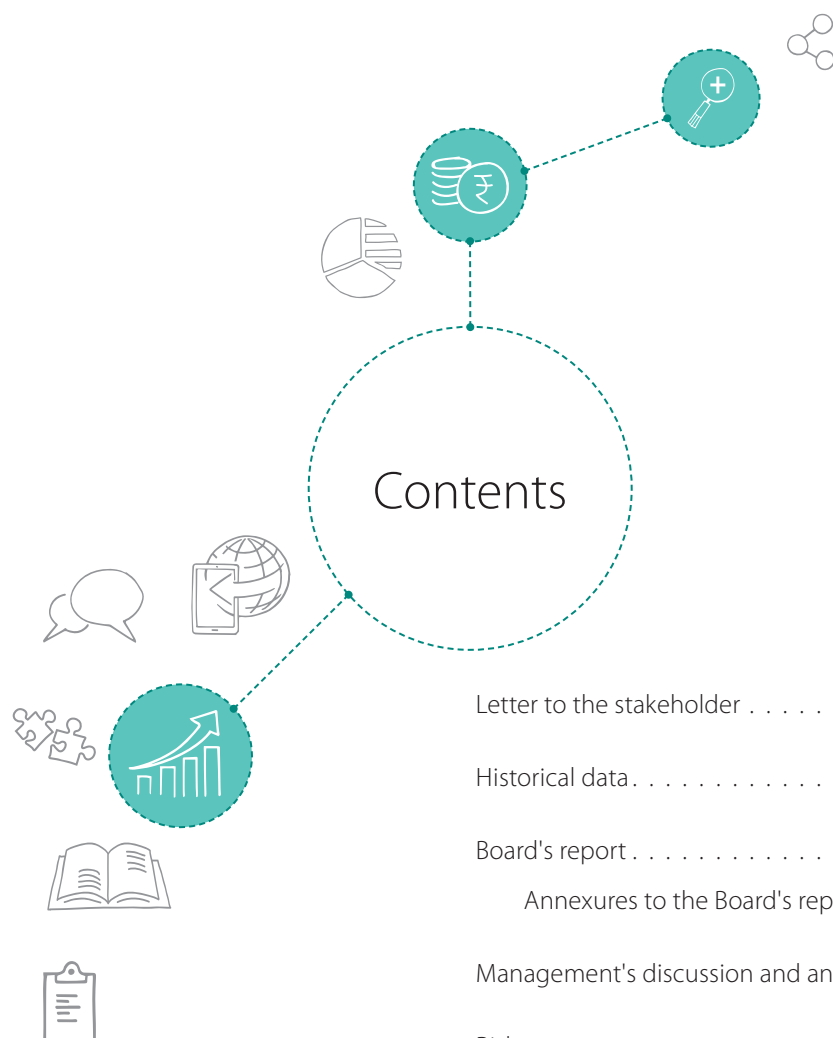 Contents
Letter to the stakeholder . . . . .
Historical data . . . . . . . . . . . .
Board's report . . . . . . . . . . . .
Annexures to the Board's rep
Management's discussion and an